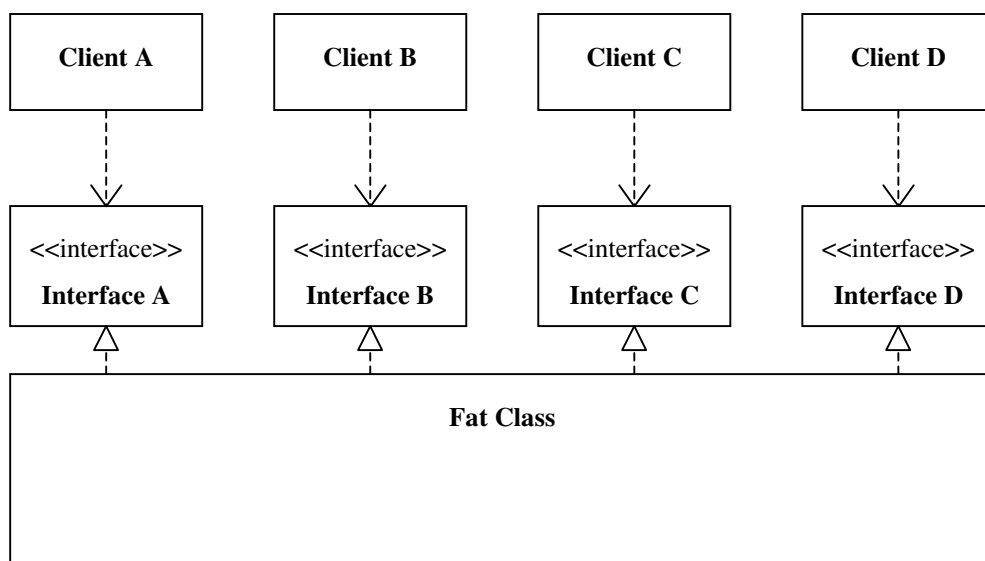 Client A
Client B
Client C
Client D
<<interface>>
Interface A
<<interface>>
Interface B
<<interface>>
Interface C
<<interface>>
Interface D
Fat Class